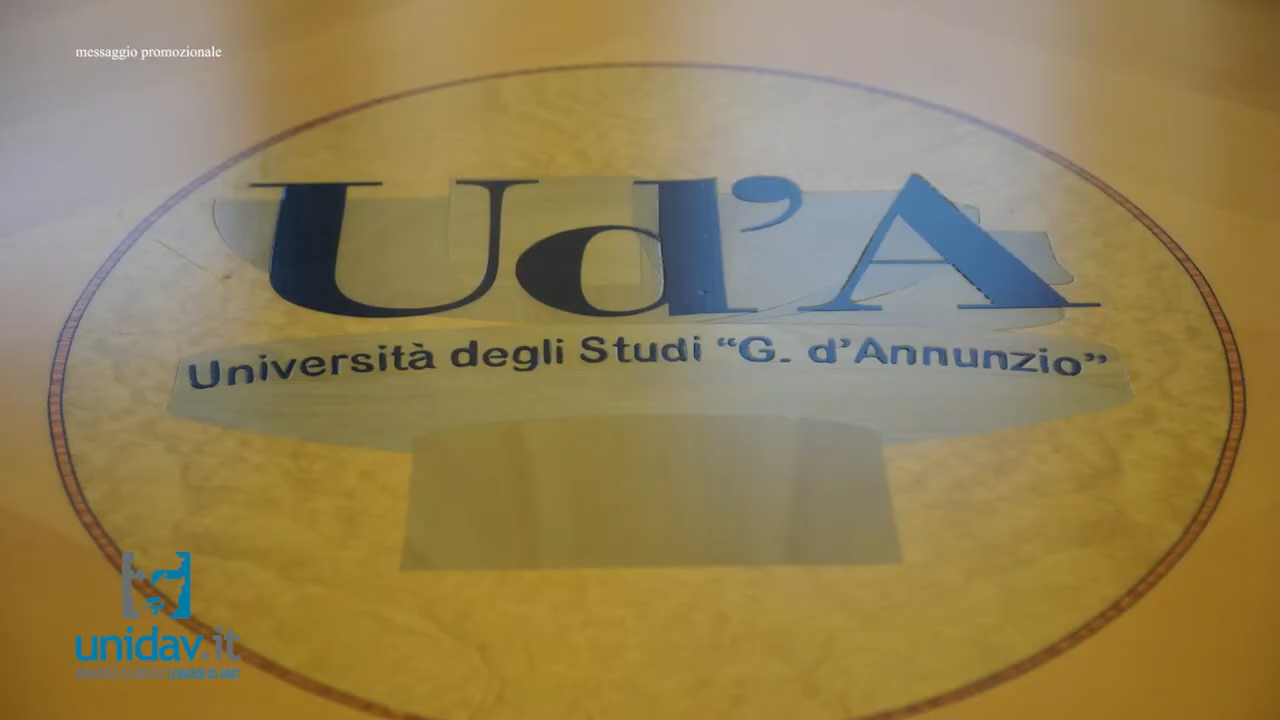 messaggio promozionale
Ud'A
Università degli Studi “G. d’Annunzio”
unidav.it